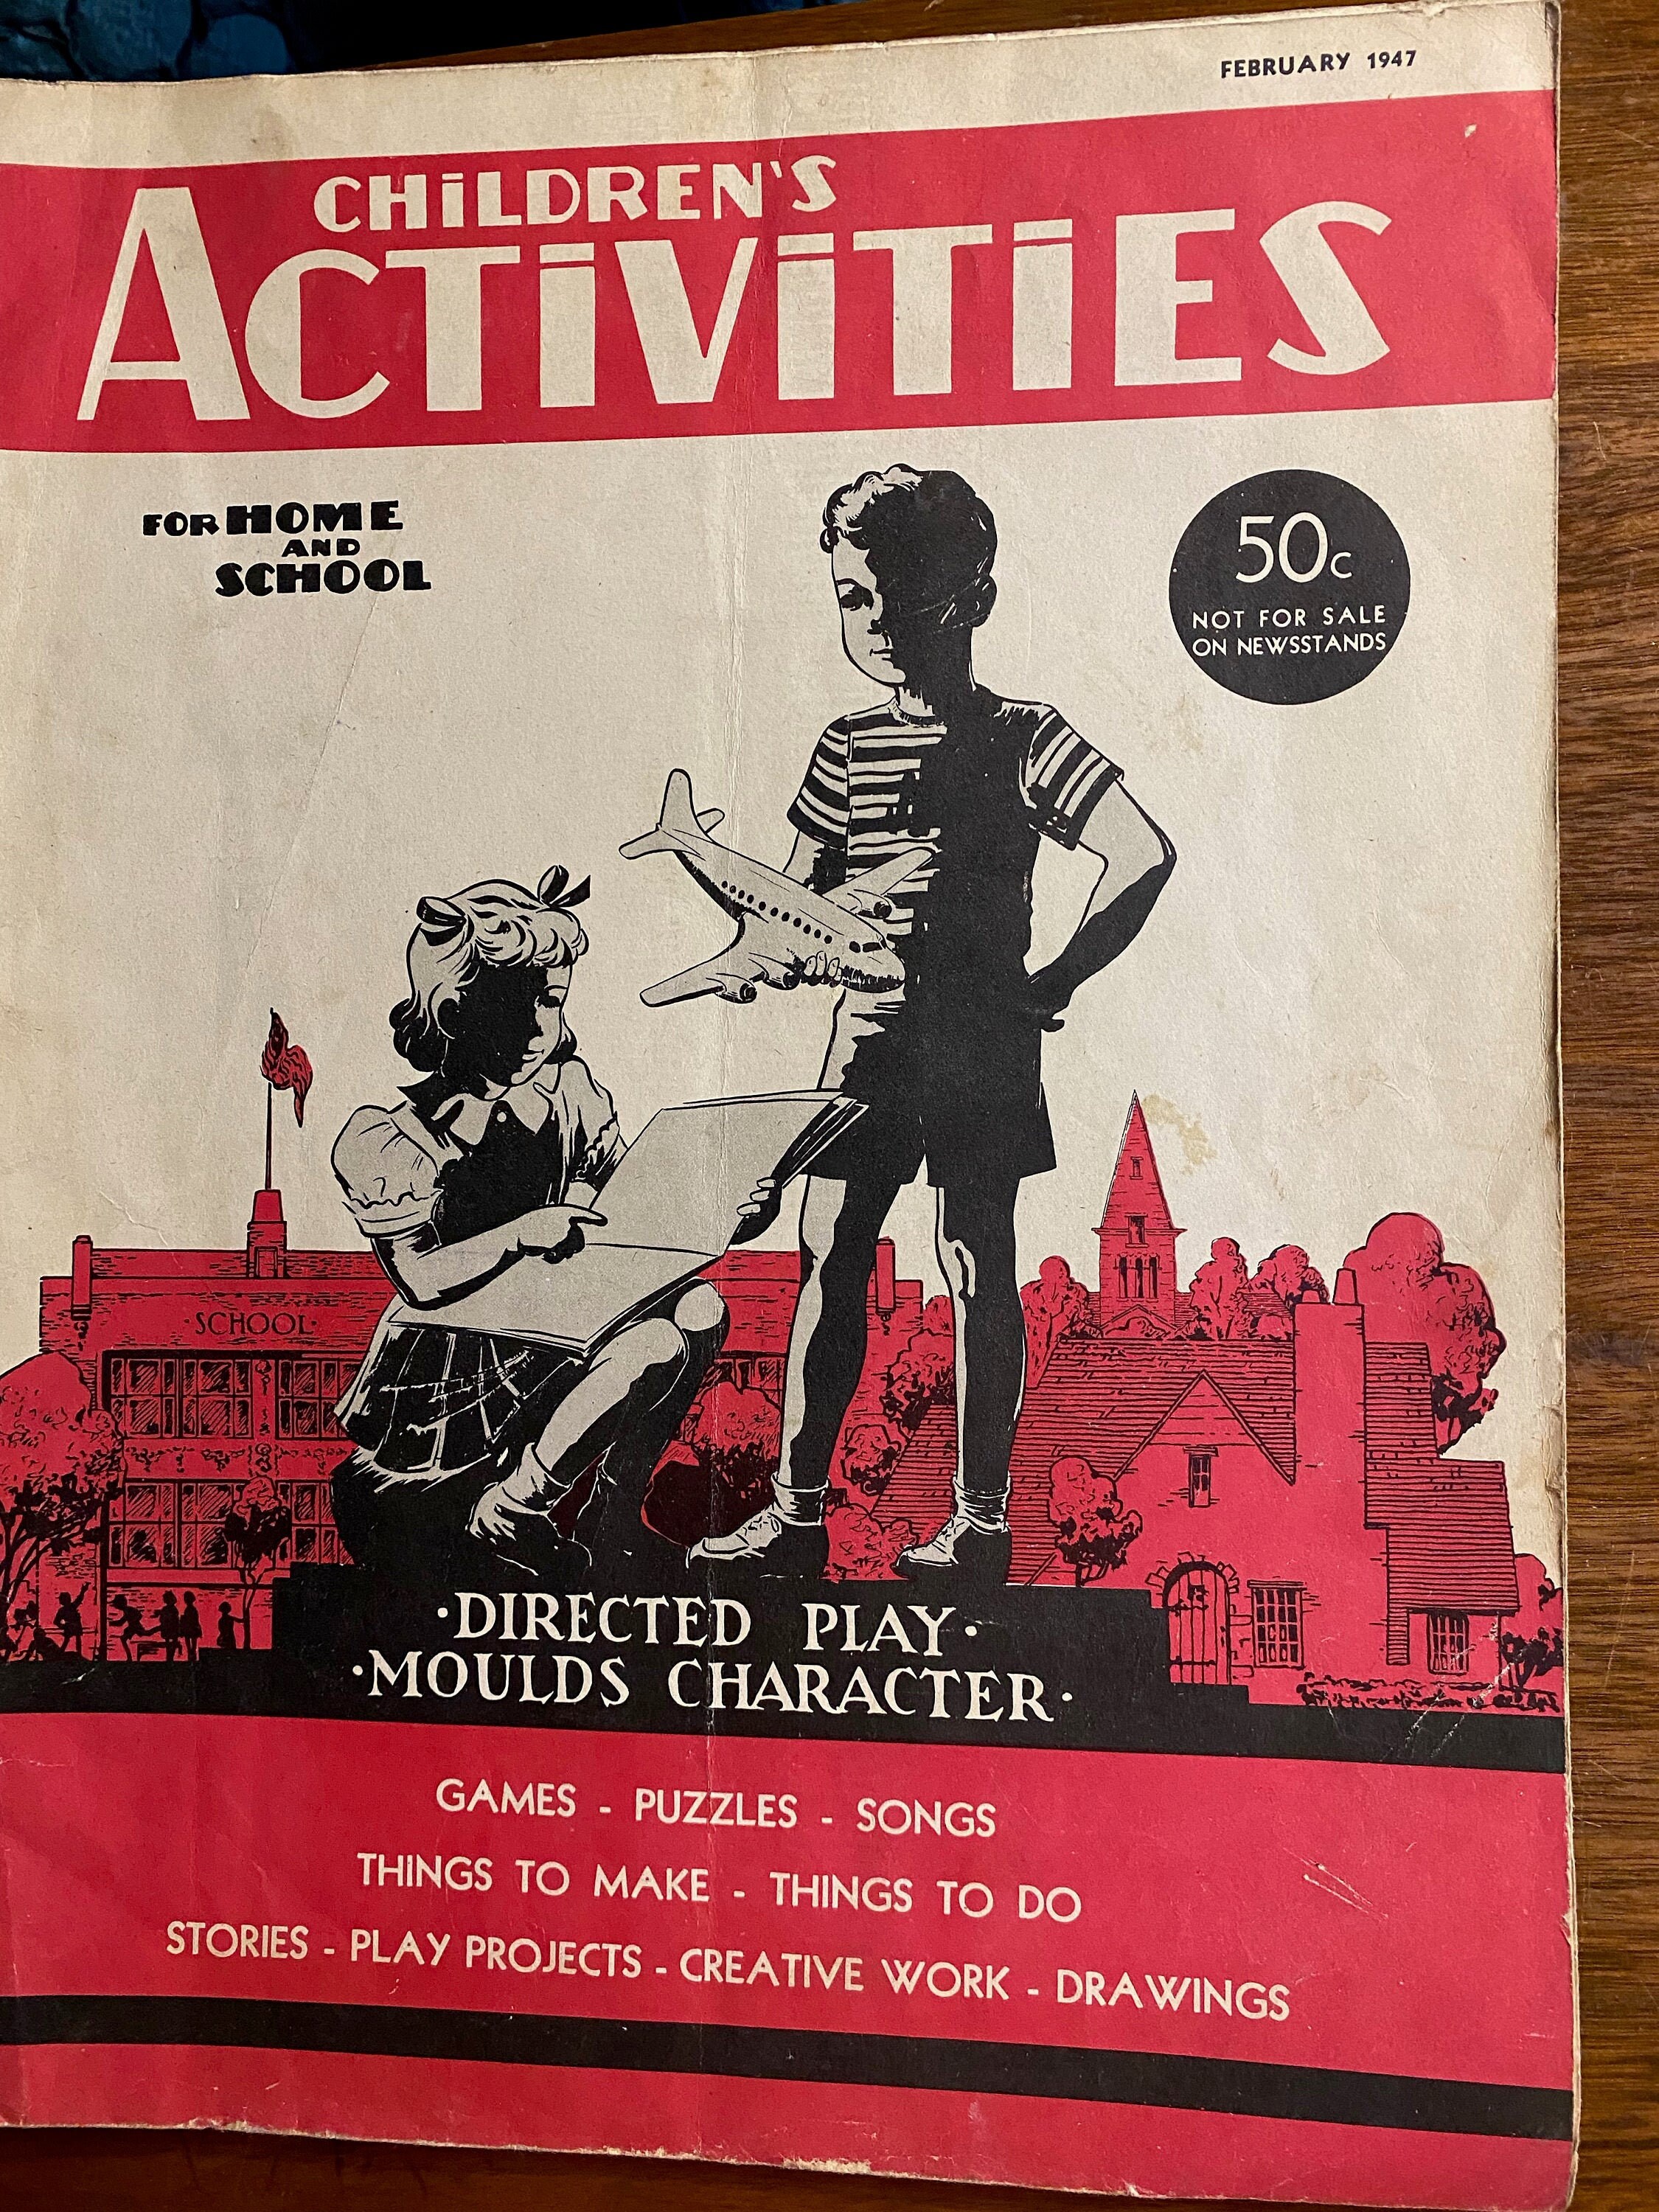 FEBRUARY 1947
CHILDREN'S
ACTIVITIES
FOR HOME
AND
SCHOOL
50c
NOT FOR SALE
ON NEWSSTANDS
·SCHOOL·
·DIRECTED PLAY·
·MOULDS CHARACTER·
GAMES - PUZZLES - SONGS
THINGS TO MAKE - THINGS TO DO
STORIES - PLAY PROJECTS - CREATIVE WORK - DRAWINGS